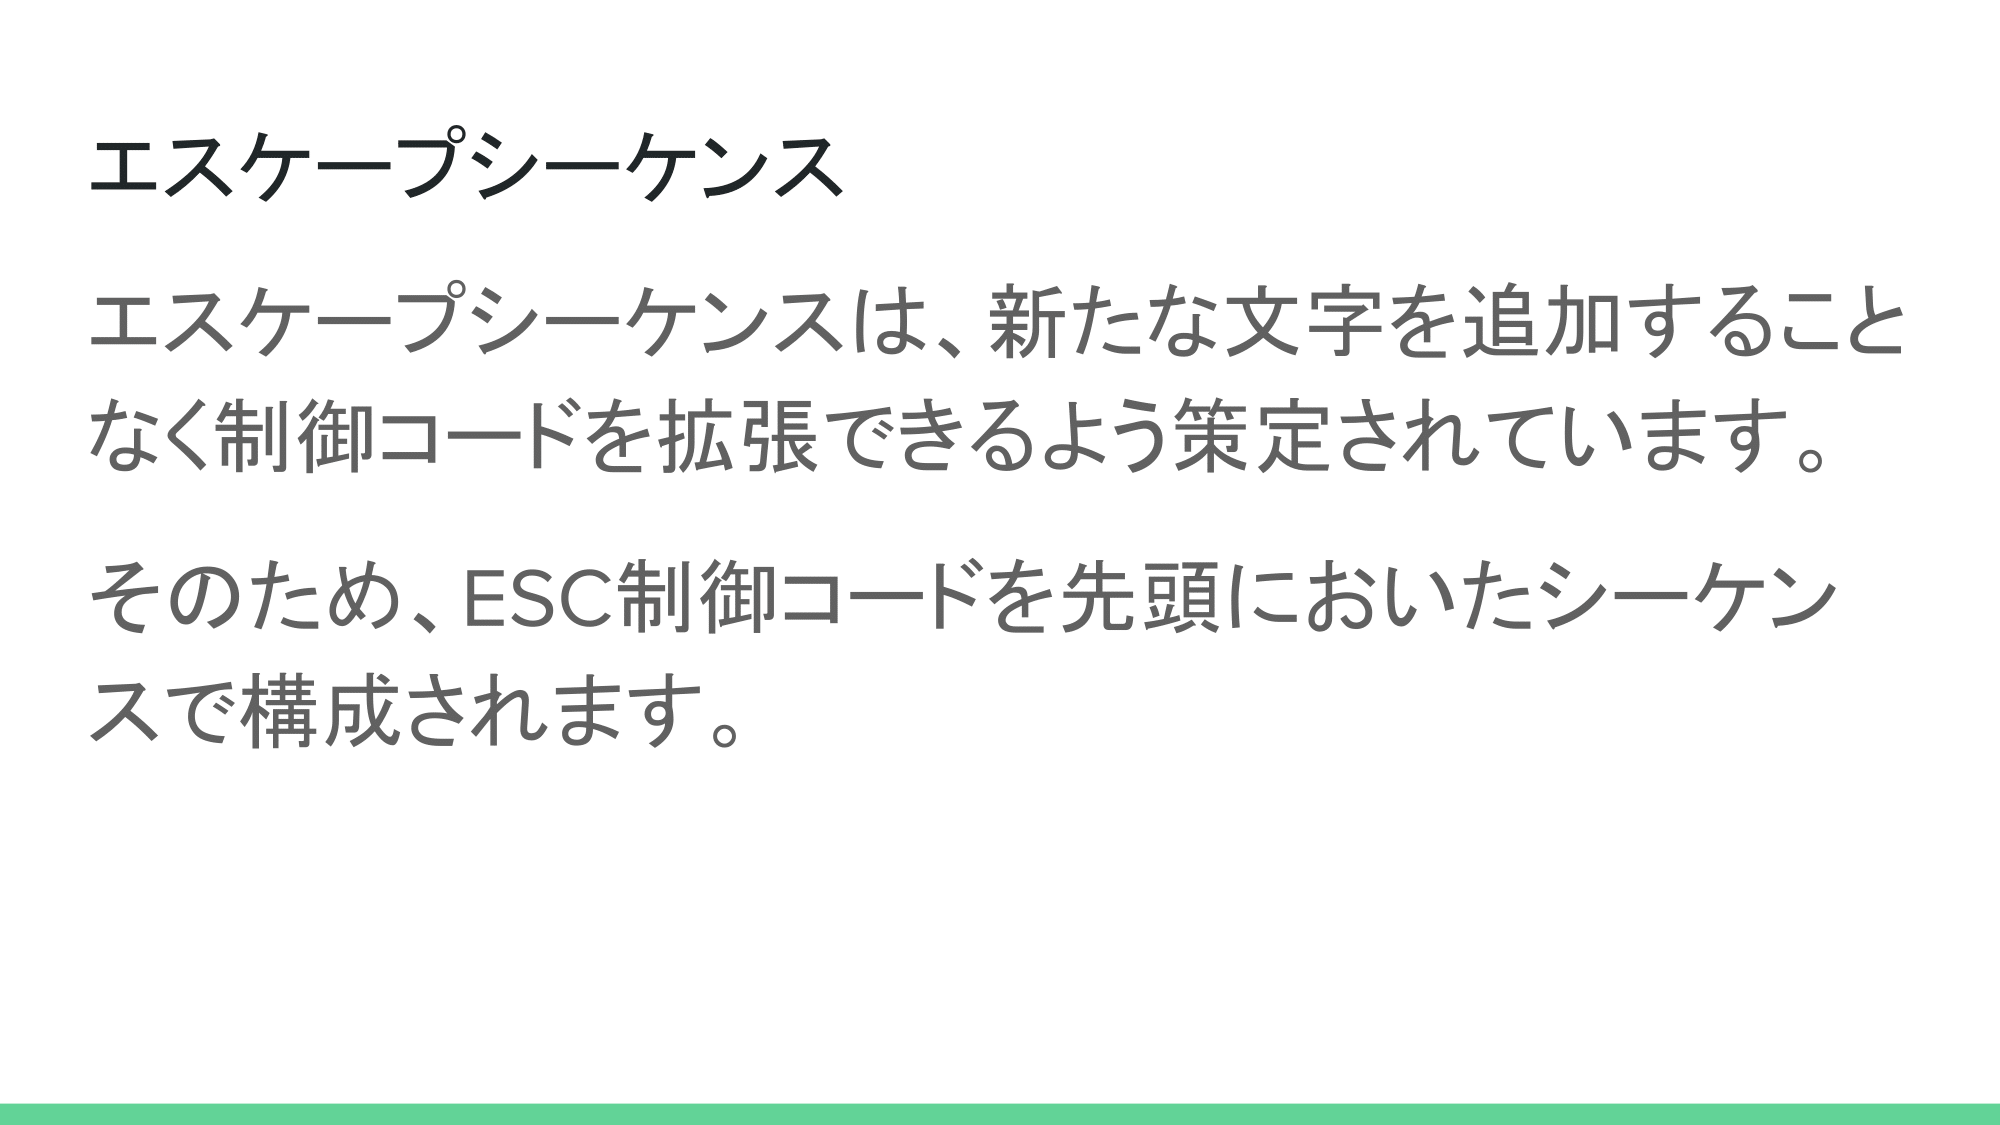 エスケープシーケンス
エスケープシーケンスは、新たな文字を追加すること
なく制御コードを拡張できるよう策定されています。
そのため、ESC制御コードを先頭においたシーケン
スで構成されます。